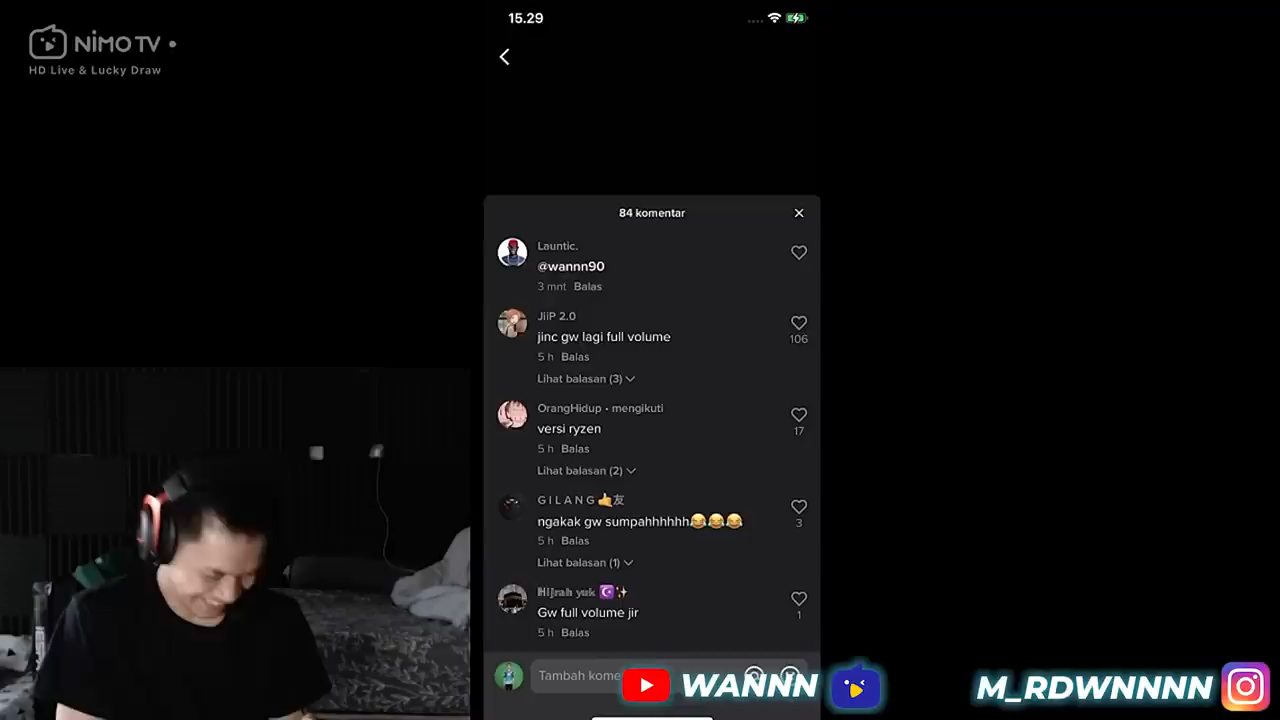 NIMO TV
HD Live & Lucky Draw
15.29
84 komentar
Launtic.
@wannn90
3 mnt Balas
JiiP 2.0
jinc gw lagi full volume
106
5 h Balas
Lihat balasan (3)
OrangHidup • mengikuti
versi ryzen
17
5 h Balas
Lihat balasan (2)
G I L A N G🤙友
ngakak gw sumpahhhhhh😂😂😂
3
5 h Balas
Lihat balasan (1)
ℍ𝕚𝕛𝕣𝕒𝕙 𝕪𝕦𝕜 ☪️✨
Gw full volume jir
1
5 h Balas
Tambah kome
WANNN
M_RDWNNNN